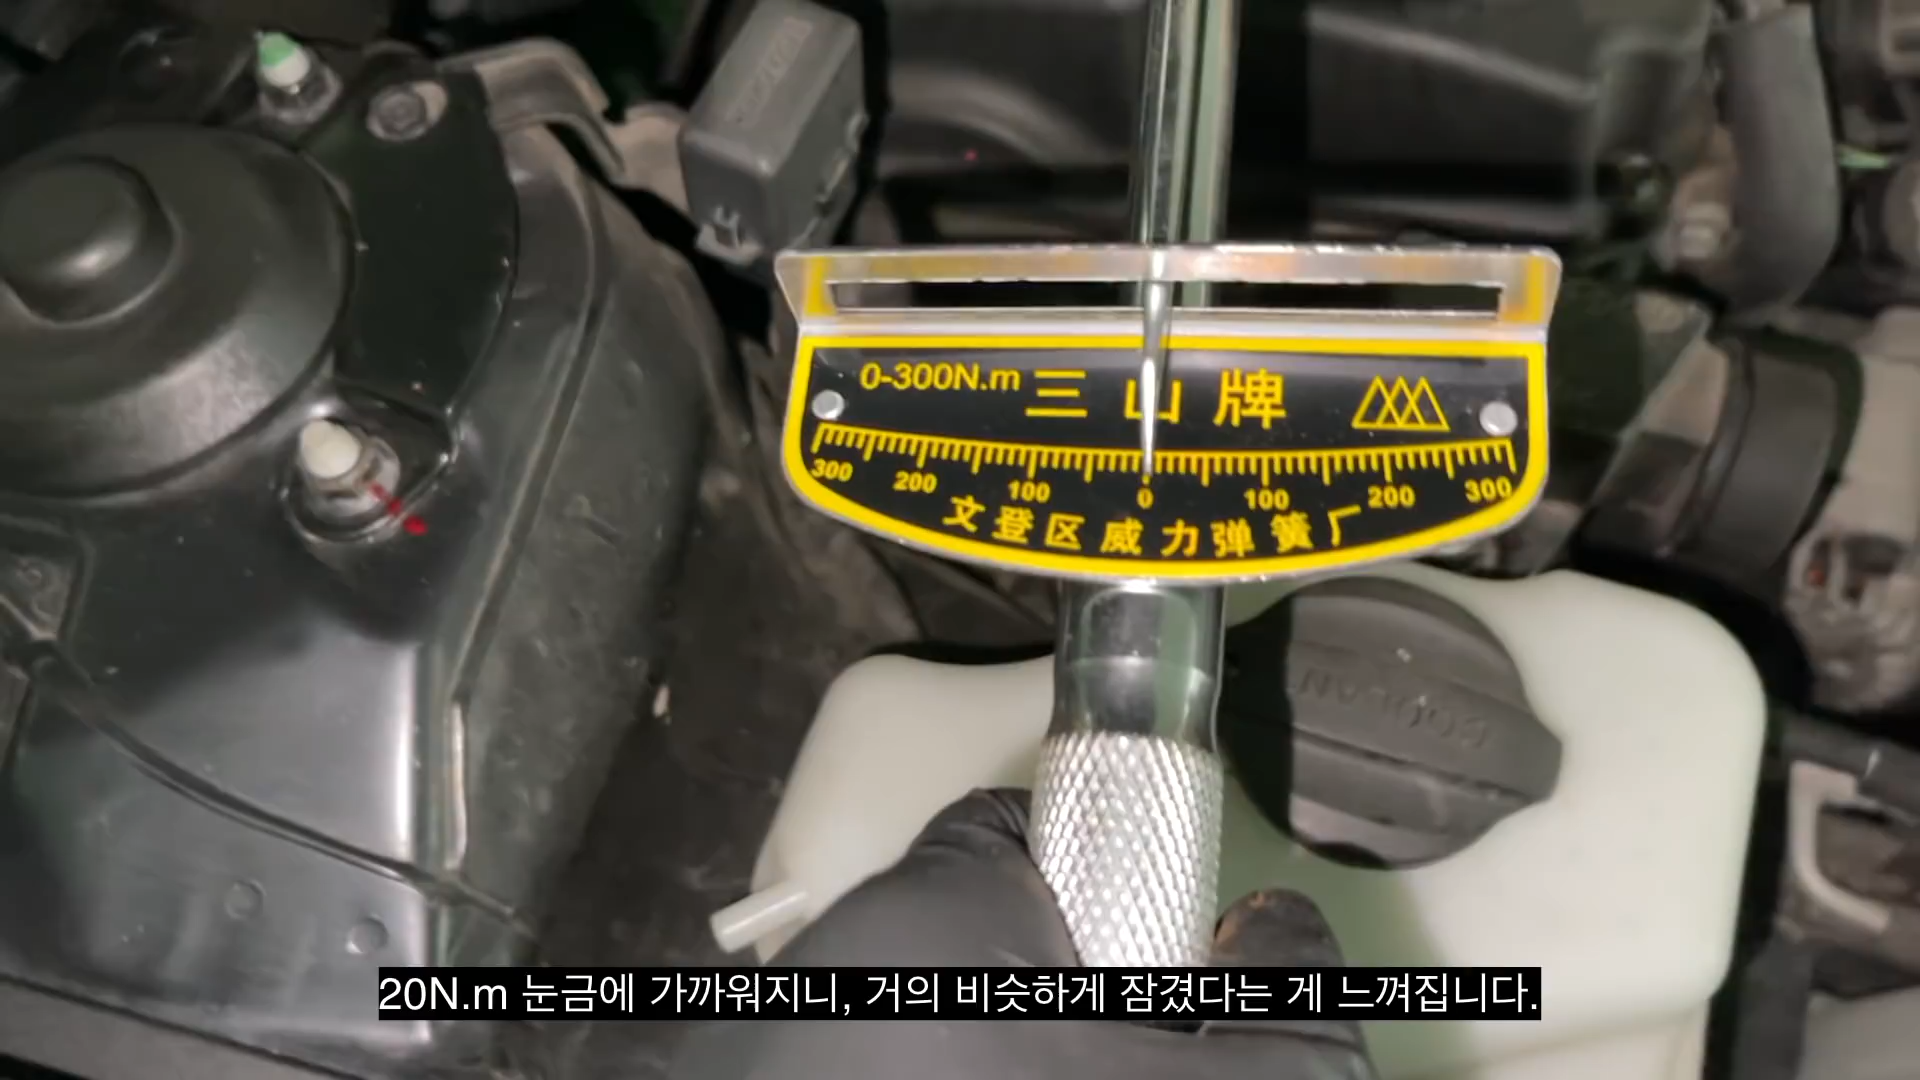 0-300N.m 三山牌
300 200 100 0 100 200 300
文登区威力弹簧厂
COOLAN
20N.m 눈금에 가까워지니, 거의 비슷하게 잠겼다는 게 느껴집니다.